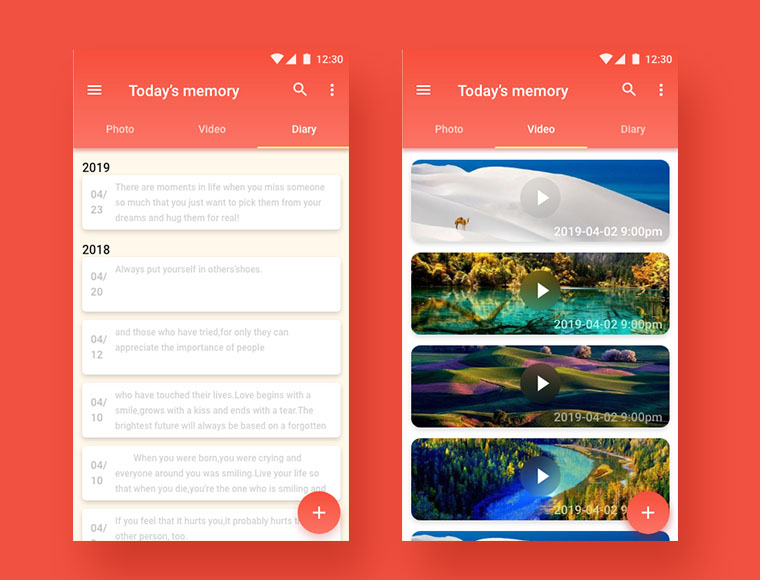 12:30
Today's memory
Photo Video Diary
2019
04/
23
There are moments in life when you miss someone
so much that you just want to pick them from your
dreams and hug them for real!
2018
04/
20
Always put yourself in others'shoes.
04/
12
and those who have tried,for only they can
appreciate the importance of people
04/
10
who have touched their lives.Love begins with a
smile,grows with a kiss and ends with a tear.The
brightest future will always be based on a forgotten
04/
10
When you were born,you were crying and
everyone around you was smiling.Live your life so
that when you die,you're the one who is smiling and
04/
If you feel that it hurts you,It probably hurts
other person, too.
+
12:30
Today's memory
Photo Video Diary
2019-04-02 9:00pm
2019-04-02 9:00pm
2019-04-02 9:00pm
2019-04-02 9:00pm
+